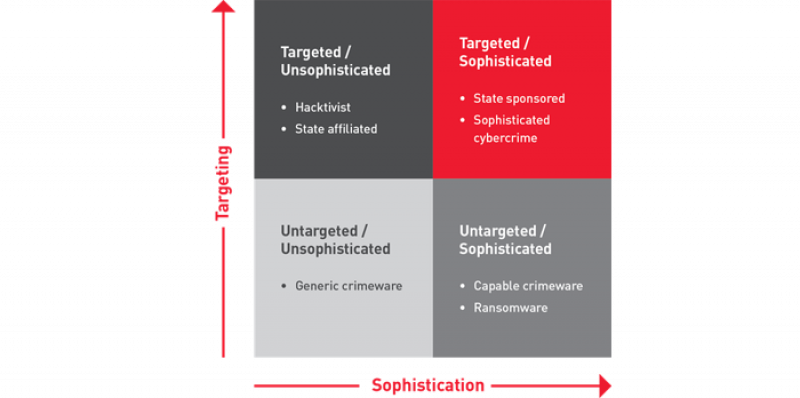 Targeting
Targeted /
Unsophisticated
• Hacktivist
• State affiliated
Targeted /
Sophisticated
• State sponsored
• Sophisticated
cybercrime
Untargeted /
Unsophisticated
• Generic crimeware
Untargeted /
Sophisticated
• Capable crimeware
• Ransomware
Sophistication